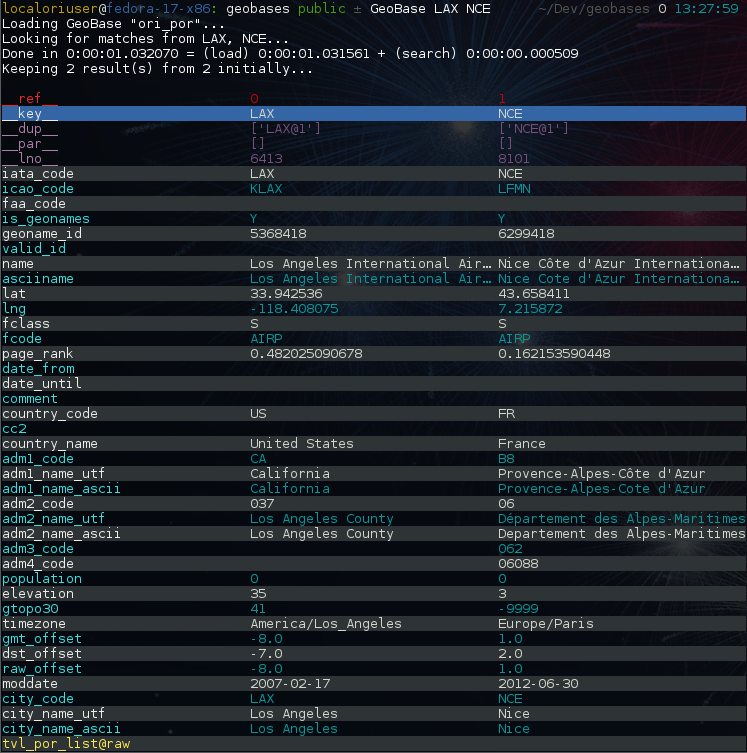 localoriuser@fedora-17-x86: geobases public ± GeoBase LAX NCE ~/Dev/geobases 0 13:27:59
Loading GeoBase "ori_por"...
Looking for matches from LAX, NCE...
Done in 0:00:01.032070 = (load) 0:00:01.031561 + (search) 0:00:00.000509
Keeping 2 result(s) from 2 initially...
__ref__ 0 1
__key__ LAX NCE
__dup__ ['LAX@1'] ['NCE@1']
__par__ [] []
__lno__ 6413 8101
iata_code LAX NCE
icao_code KLAX LFMN
faa_code
is_geonames Y Y
geoname_id 5368418 6299418
valid_id
name Los Angeles International Air… Nice Côte d'Azur Internationa…
asciiname Los Angeles International Air… Nice Cote d'Azur Internationa…
lat 33.942536 43.658411
lng -118.408075 7.215872
fclass S S
fcode AIRP AIRP
page_rank 0.482025090678 0.162153590448
date_from
date_until
comment
country_code US FR
cc2
country_name United States France
adm1_code CA B8
adm1_name_utf California Provence-Alpes-Côte d'Azur
adm1_name_ascii California Provence-Alpes-Cote d'Azur
adm2_code 037 06
adm2_name_utf Los Angeles County Département des Alpes-Maritimes
adm2_name_ascii Los Angeles County Departement des Alpes-Maritimes
adm3_code 062
adm4_code 06088
population 0 0
elevation 35 3
gtopo30 41 -9999
timezone America/Los_Angeles Europe/Paris
gmt_offset -8.0 1.0
dst_offset -7.0 2.0
raw_offset -8.0 1.0
moddate 2007-02-17 2012-06-30
city_code LAX NCE
city_name_utf Los Angeles Nice
city_name_ascii Los Angeles Nice
tvl_por_list@raw